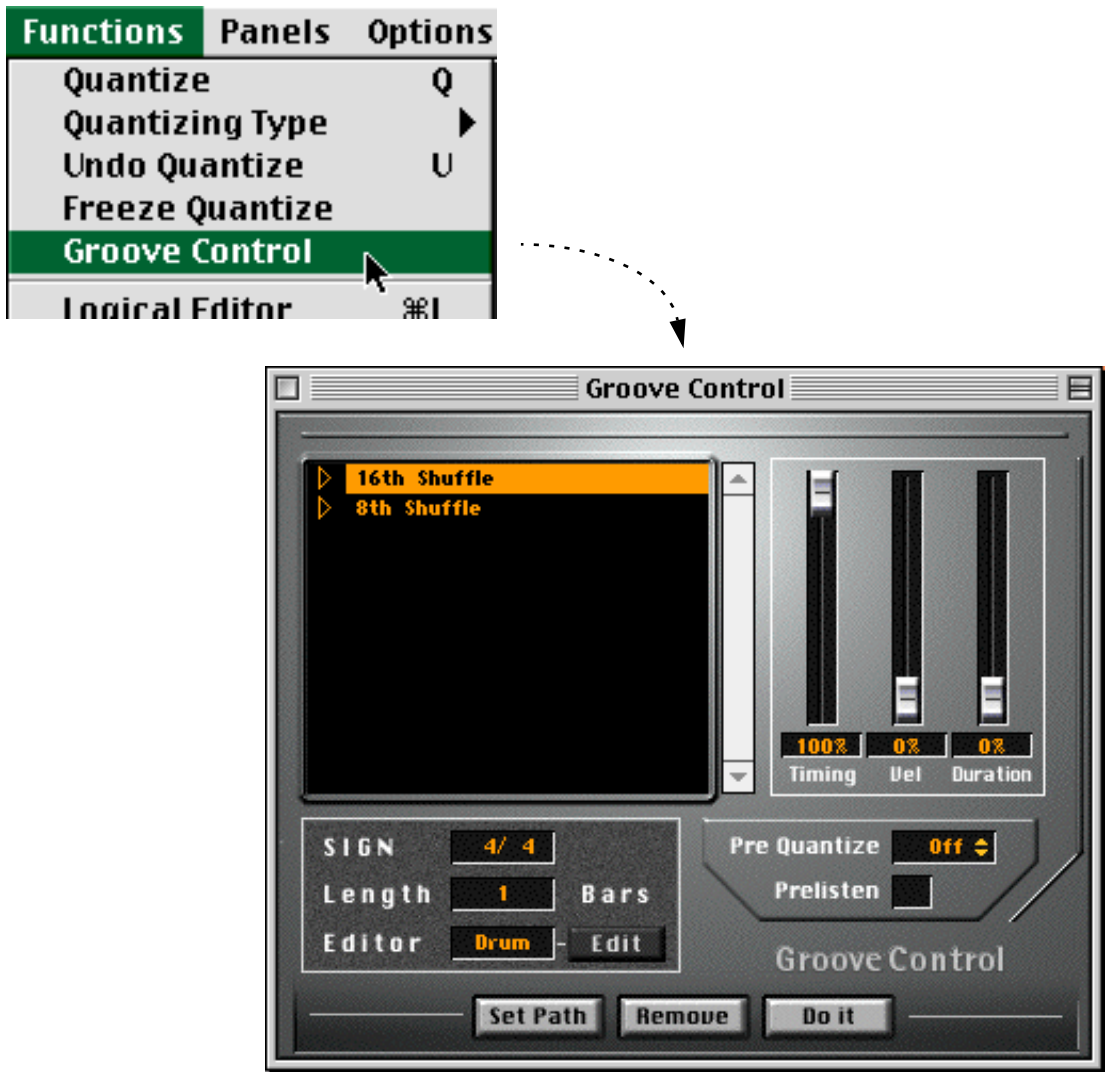 Functions Panels Options
Quantize Q
Quantizing Type
Undo Quantize U
Freeze Quantize
Groove Control
Logical Editor ⌘L
Groove Control
16th Shuffle
8th Shuffle
100% 0% 0%
Timing Vel Duration
SIGN 4/ 4
Length 1 Bars
Editor Drum - Edit
Pre Quantize Off
Prelisten
Groove Control
Set Path Remove Do it